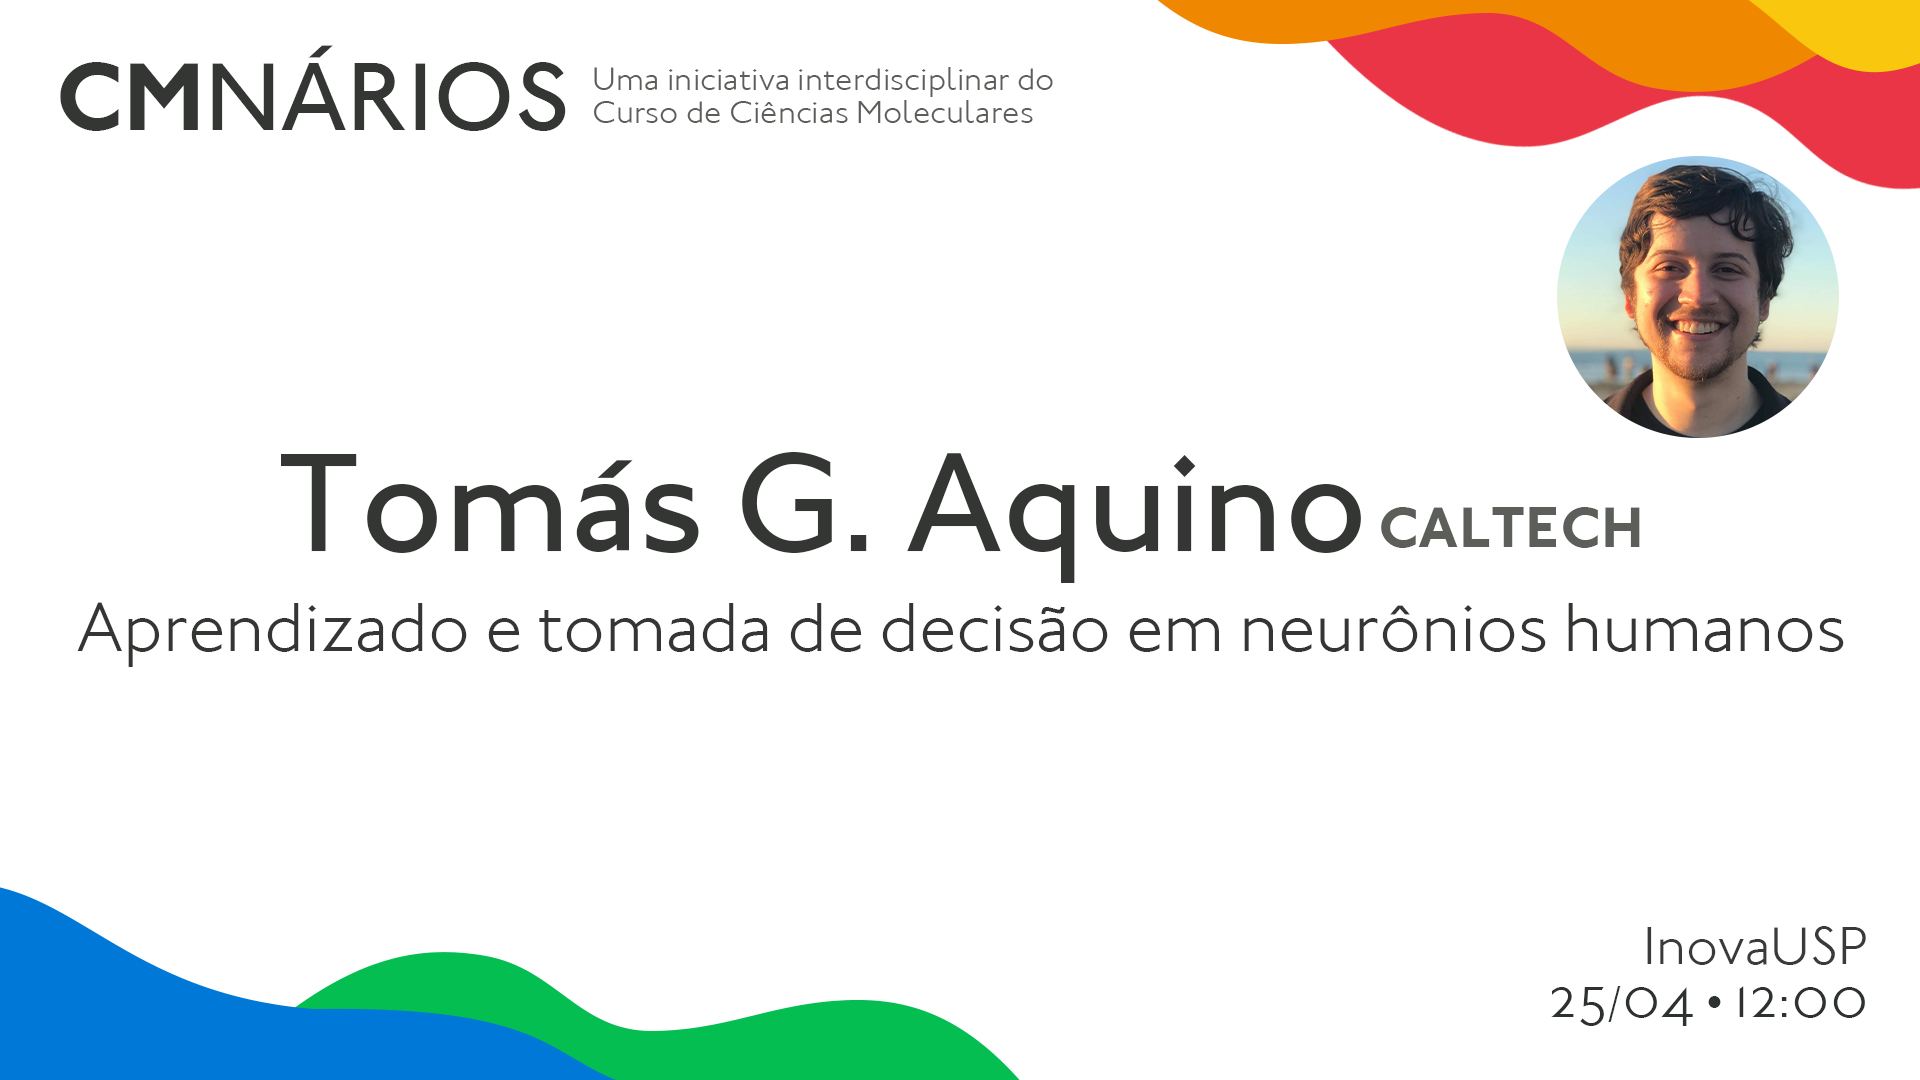 CMNÁRIOS
Uma iniciativa interdisciplinar do
Curso de Ciências Moleculares
Tomás G. Aquino CALTECH
Aprendizado e tomada de decisão em neurônios humanos
InovaUSP
25/04 • 12:00